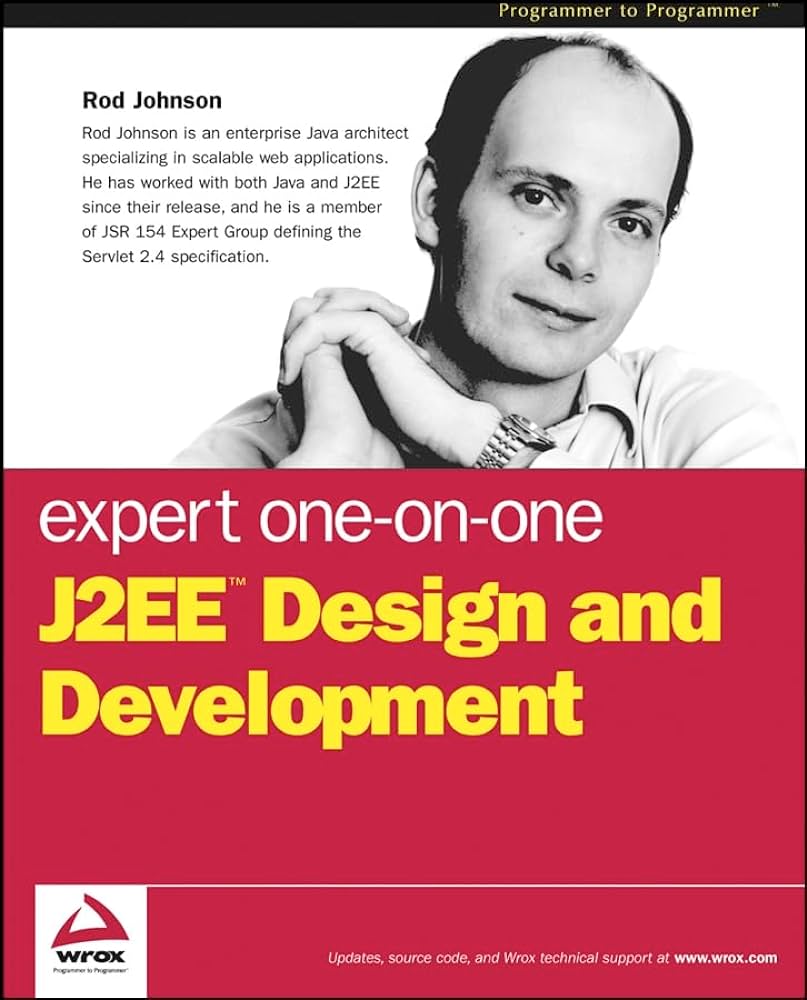 Programmer to Programmer ™
Rod Johnson
Rod Johnson is an enterprise Java architect
specializing in scalable web applications.
He has worked with both Java and J2EE
since their release, and he is a member
of JSR 154 Expert Group defining the
Servlet 2.4 specification.
expert one-on-one
J2EE™ Design and
Development
wrox
Programmer to Programmer™
Updates, source code, and Wrox technical support at www.wrox.com